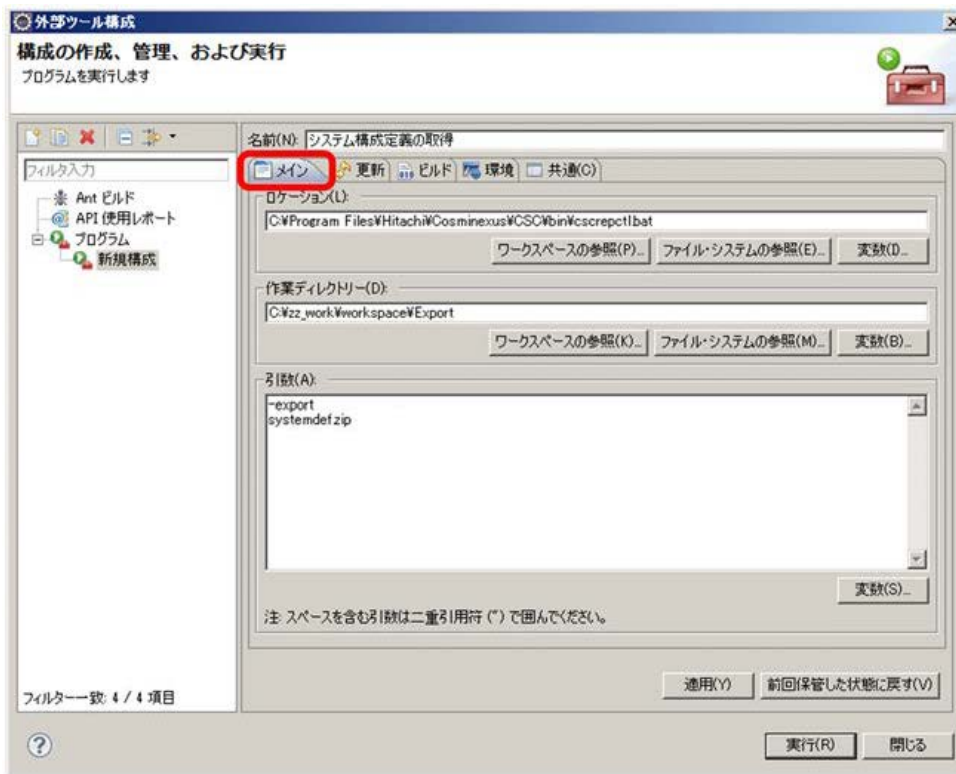 外部ツール構成
構成の作成、管理、および実行
プログラムを実行します
フィルタ入力
Ant ビルド
API 使用レポート
プログラム
新規構成
フィルター一致: 4 / 4 項目
名前(N): システム構成定義の取得
メイン 更新 ビルド 環境 共通(C)
ロケーション(L):
C:¥Program Files¥Hitachi¥Cosminexus¥CSC¥bin¥cscrepctl.bat
ワークスペースの参照(P)... ファイル・システムの参照(E)... 変数(D...
作業ディレクトリー(D):
C:¥zz_work¥workspace¥Export
ワークスペースの参照(K)... ファイル・システムの参照(M)... 変数(B)...
引数(A):
-export
systemdef.zip
変数(S)...
注: スペースを含む引数は二重引用符 (") で囲んでください。
適用(Y) 前回保管した状態に戻す(V)
実行(R) 閉じる